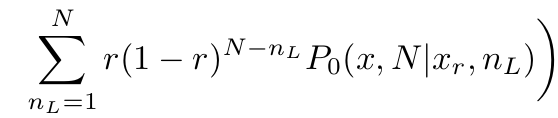 \sum_{n_L=1}^{N} r(1-r)^{N-n_L} P_0(x, N|x_r, n_L) \Big)